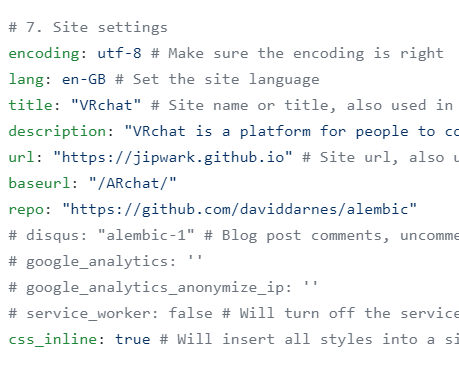 # 7. Site settings
encoding: utf-8 # Make sure the encoding is right
lang: en-GB # Set the site language
title: "VRchat" # Site name or title, also used in
description: "VRchat is a platform for people to
url: "https://jipwark.github.io" # Site url, also
baseurl: "/ARchat/"
repo: "https://github.com/daviddarnes/alembic"
# disqus: "alembic-1" # Blog post comments,
# google_analytics: ''
# google_analytics_anonymize_ip: ''
# service_worker: false # Will turn off the service
css_inline: true # Will insert all styles into a